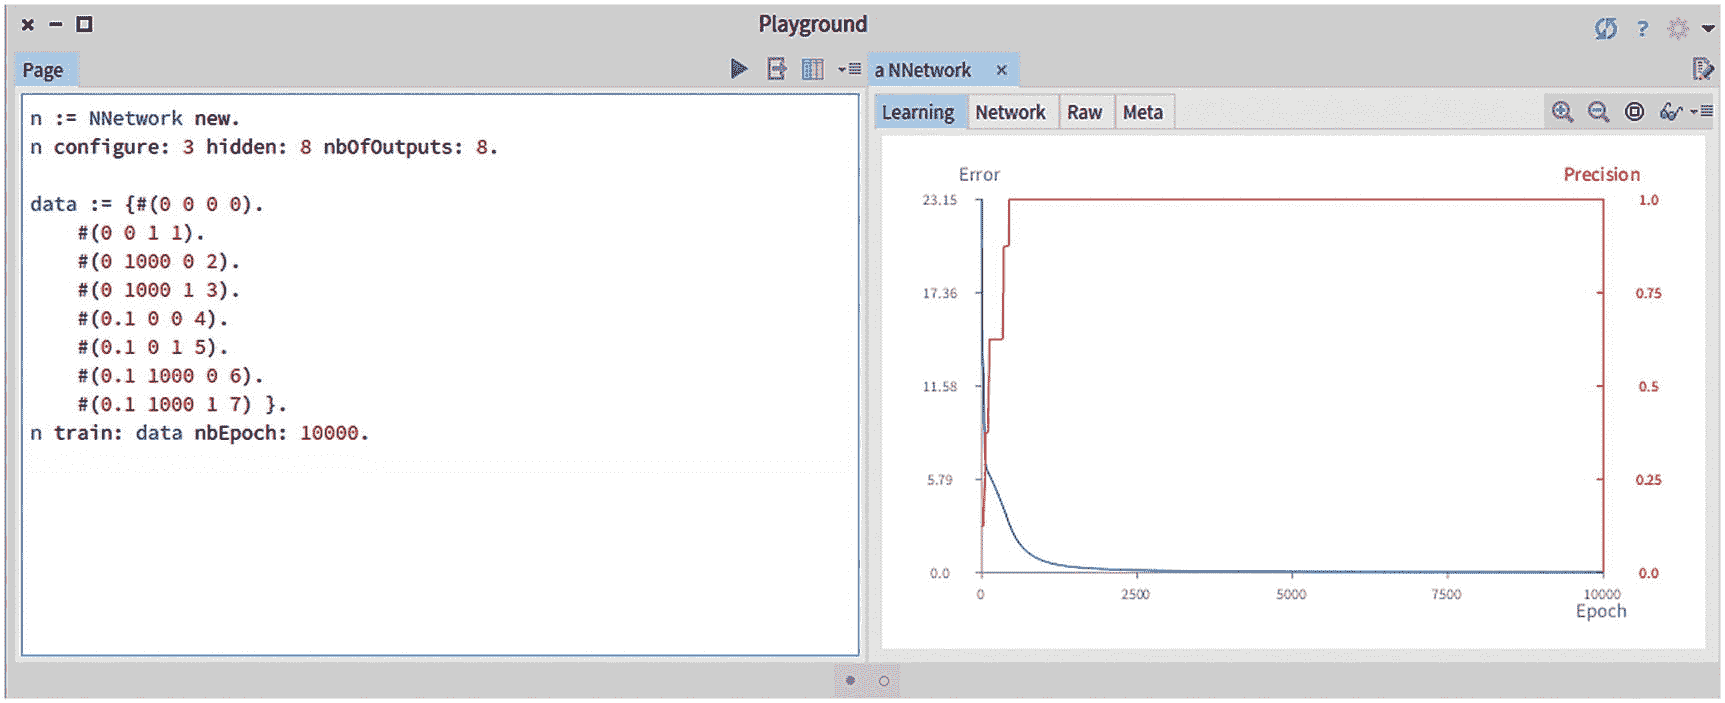 Playground
?
Page
n := NNetwork new.
n configure: 3 hidden: 8 nbOfOutputs: 8.
data := {#(0 0 0 0).
#(0 0 1 1).
#(0 1000 0 2).
#(0 1000 1 3).
#(0.1 0 0 4).
#(0.1 0 1 5).
#(0.1 1000 0 6).
#(0.1 1000 1 7) }.
n train: data nbEpoch: 10000.
a NNetwork
Learning Network Raw Meta
Error Precision
23.15 1.0
17.36 0.75
11.58 0.5
5.79 0.25
0.0 0.0
0 2500 5000 7500 10000
Epoch